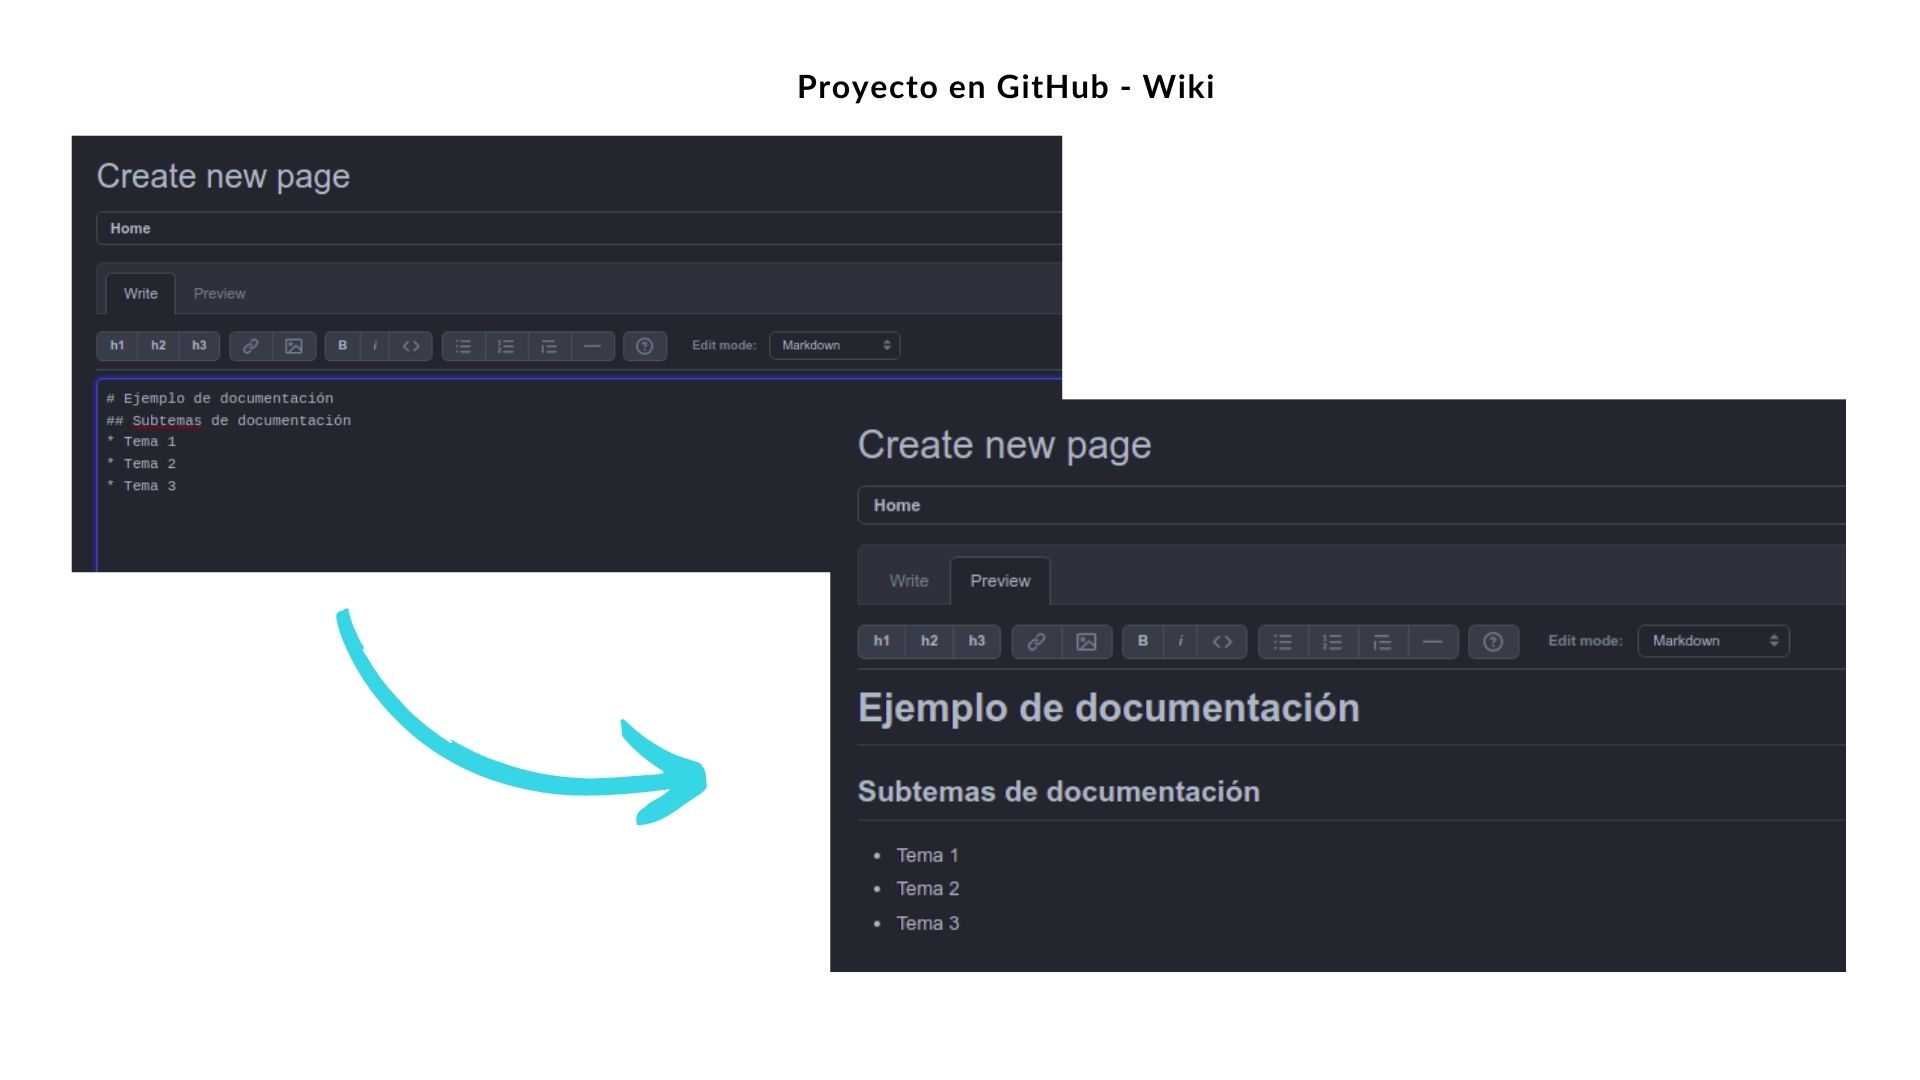 Proyecto en GitHub - Wiki
Create new page
Home
Write Preview
h1 h2 h3 B i <> Edit mode: Markdown
# Ejemplo de documentación
## Subtemas de documentación
* Tema 1
* Tema 2
* Tema 3
Create new page
Home
Write Preview
h1 h2 h3 B i <> Edit mode: Markdown
Ejemplo de documentación
Subtemas de documentación
• Tema 1
• Tema 2
• Tema 3